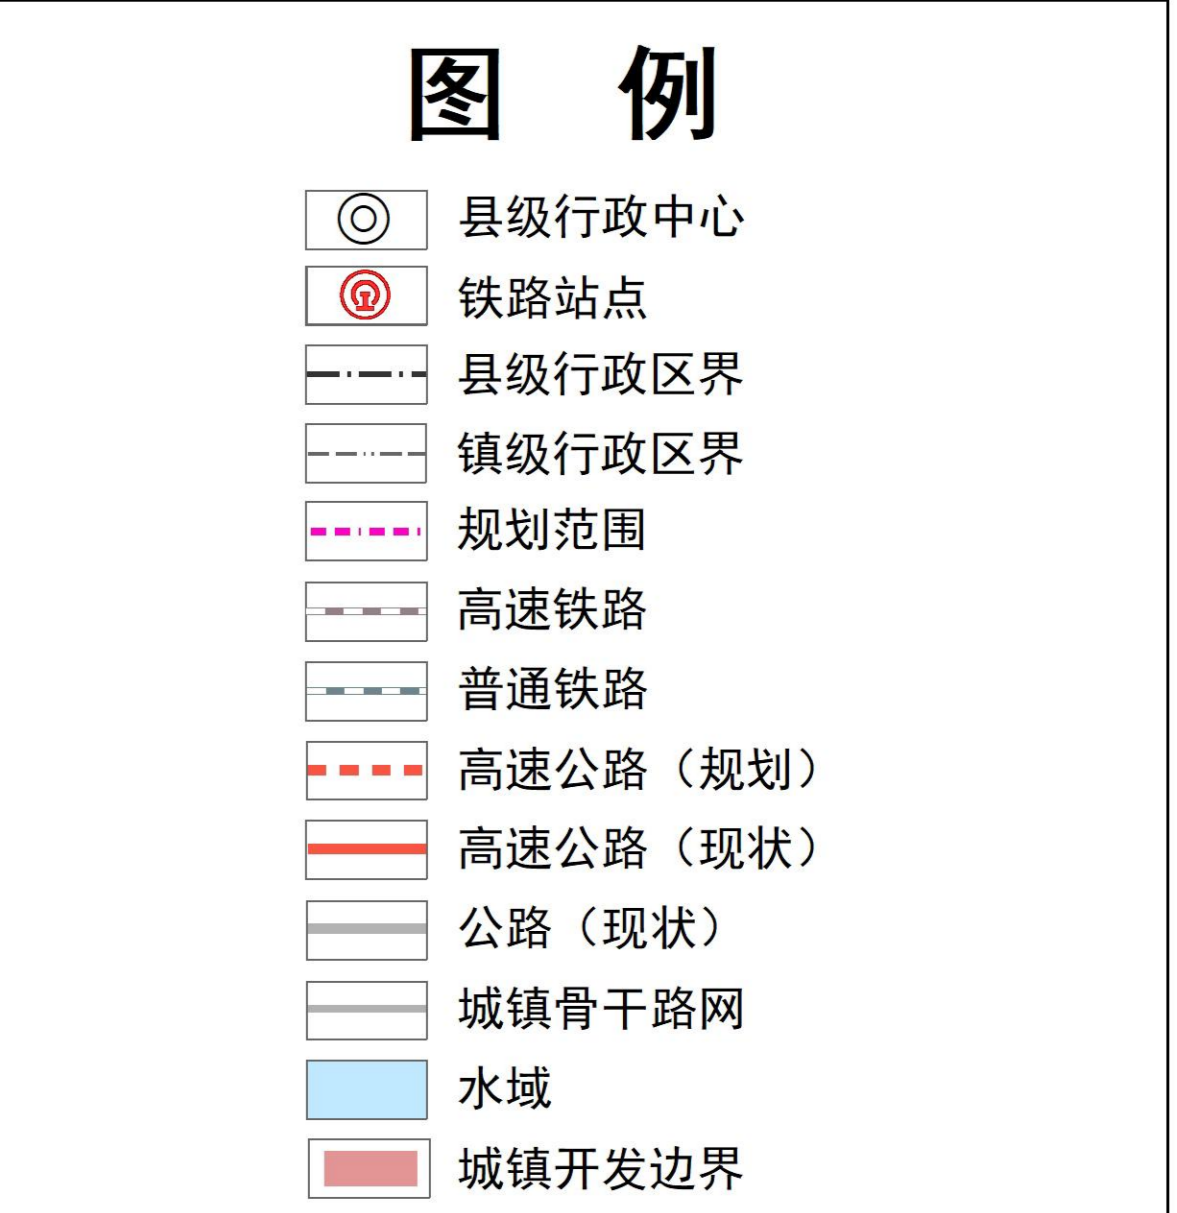 图 例
县级行政中心
铁路站点
县级行政区界
镇级行政区界
规划范围
高速铁路
普通铁路
高速公路（规划）
高速公路（现状）
公路（现状）
城镇骨干路网
水域
城镇开发边界